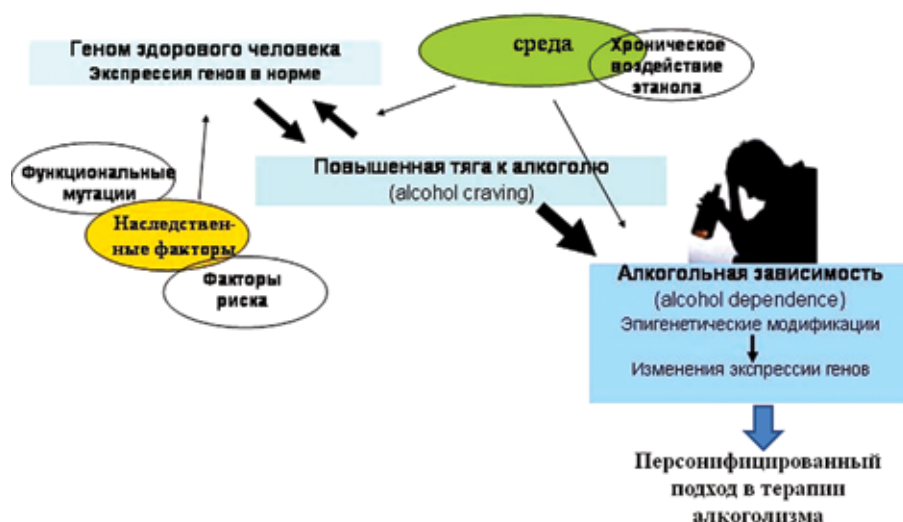 Геном здорового человека
Экспрессия генов в норме
среда
Хроническое
воздействие
этанола
Функциональные
мутации
Повышенная тяга к алкоголю
(alcohol craving)
Наследствен-
ные факторы
Факторы
риска
Алкогольная зависимость
(alcohol dependence)
Эпигенетические модификации
Изменения экспрессии генов
Персонифицированный
подход в терапии
алкоголизма